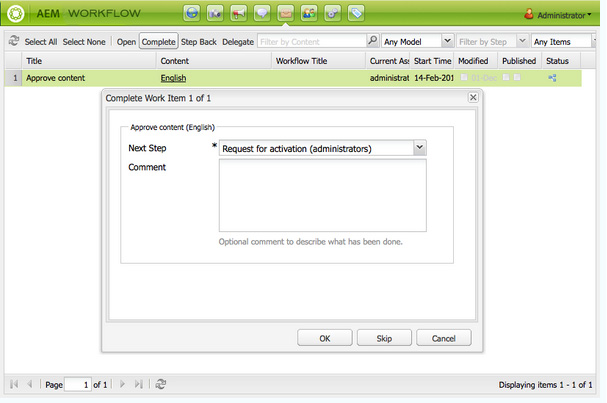 AEM WORKFLOW
Administrator
Select All Select None Open Complete Step Back Delegate Filter by Content Any Model Filter by Step Any Items
Title Content Workflow Title Current Ass Start Time Modified Published Status
1 Approve content English administrat 14-Feb-201 01-Dec
Complete Work Item 1 of 1
Approve content (English)
Next Step * Request for activation (administrators)
Comment
Optional comment to describe what has been done.
OK Skip Cancel
Page 1 of 1 Displaying items 1 - 1 of 1